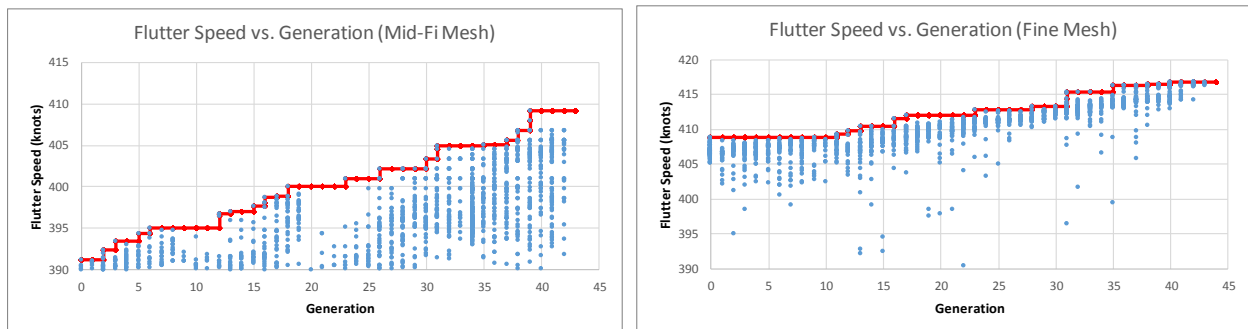 Flutter Speed vs. Generation (Mid-Fi Mesh)
415
410
405
400
395
390
Flutter Speed (knots)
0 5 10 15 20 25 30 35 40 45
Generation
Flutter Speed vs. Generation (Fine Mesh)
420
415
410
405
400
395
390
Flutter Speed (knots)
0 5 10 15 20 25 30 35 40 45
Generation